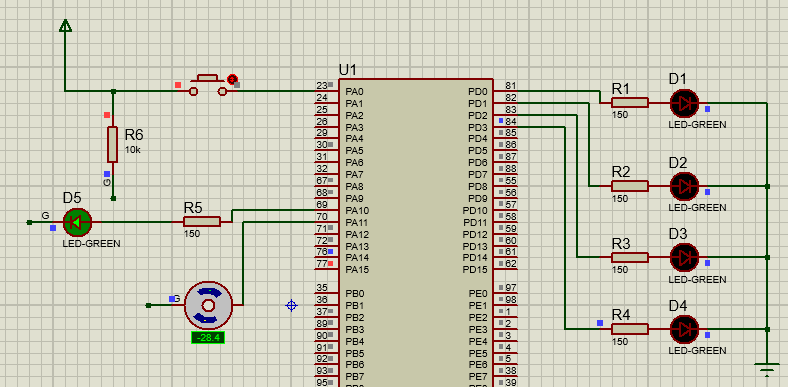 U1
23 PA0 PD0 81
24 PA1 PD1 82
25 PA2 PD2 83
26 PA3 PD3 84
29 PA4 PD4 85
30 PA5 PD5 86
31 PA6 PD6 87
32 PA7 PD7 88
67 PA8 PD8 55
68 PA9 PD9 56
69 PA10 PD10 57
70 PA11 PD11 58
71 PA12 PD12 59
72 PA13 PD13 60
76 PA14 PD14 61
77 PA15 PD15 62
35 PB0 PE0 97
36 PB1 PE1 98
37 PB2 PE2 1
89 PB3 PE3 2
90 PB4 PE4 3
91 PB5 PE5 4
92 PB6 PE6 5
93 PB7 PE7 38
95 39
R6
10k
G
D5
G
LED-GREEN
R5
150
G
-28.4
R1
150
D1
LED-GREEN
R2
150
D2
LED-GREEN
R3
150
D3
LED-GREEN
R4
150
D4
LED-GREEN